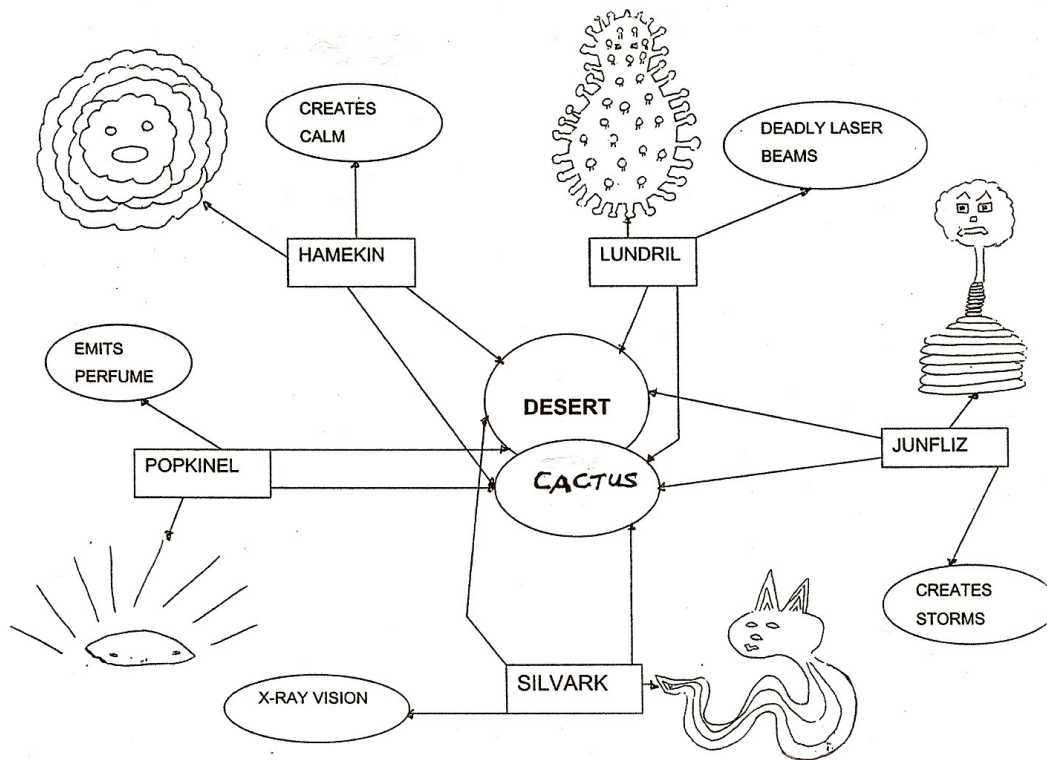 CREATES
CALM
DEADLY LASER
BEAMS
HAMEKIN
LUNDRIL
EMITS
PERFUME
DESERT
POPKINEL
JUNFLIZ
CACTUS
CREATES
STORMS
SILVARK
X-RAY VISION